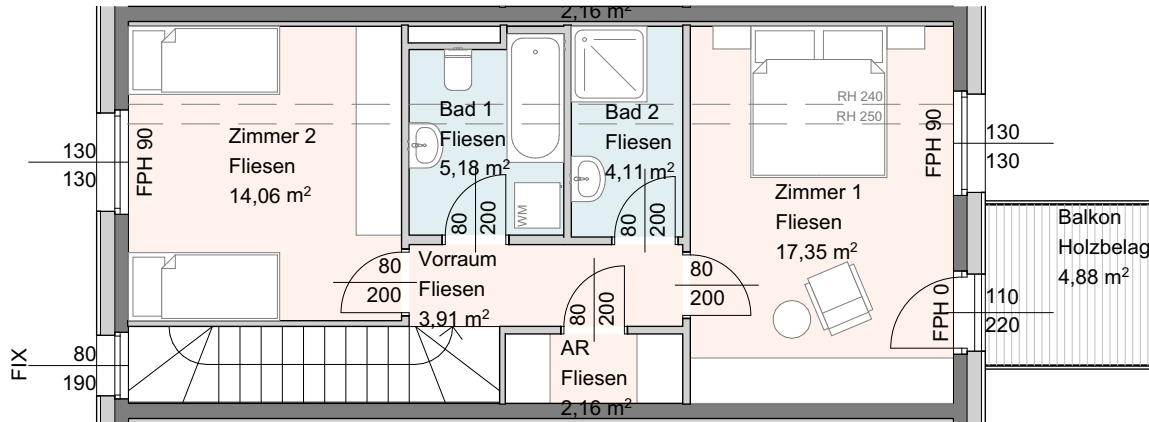 2,16 m²
Zimmer 2
Fliesen
14,06 m²
FPH 90
130
130
Bad 1
Fliesen
5,18 m²
WM
80
200
Bad 2
Fliesen
4,11 m²
80
200
RH 240
RH 250
Zimmer 1
Fliesen
17,35 m²
FPH 90
130
130
Balkon
Holzbelag
4,88 m²
FPH 0
110
220
80
200
Vorraum
Fliesen
3,91 m²
80
200
80
200
AR
Fliesen
2,16 m²
FIX
80
190